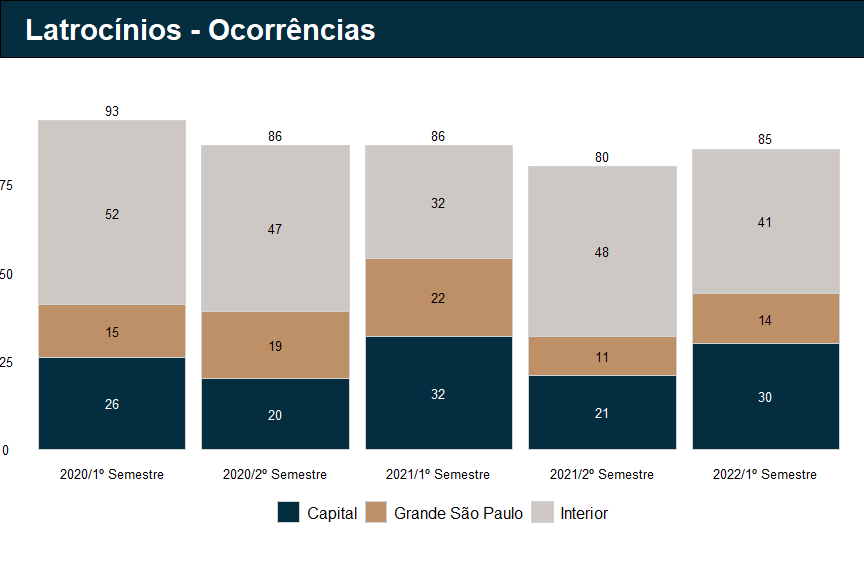 Latrocínios - Ocorrências
93
86
86
80
85
75
52
47
32
48
41
50
15
19
22
11
14
25
26
20
32
21
30
0
2020/1º Semestre
2020/2º Semestre
2021/1º Semestre
2021/2º Semestre
2022/1º Semestre
Capital
Grande São Paulo
Interior